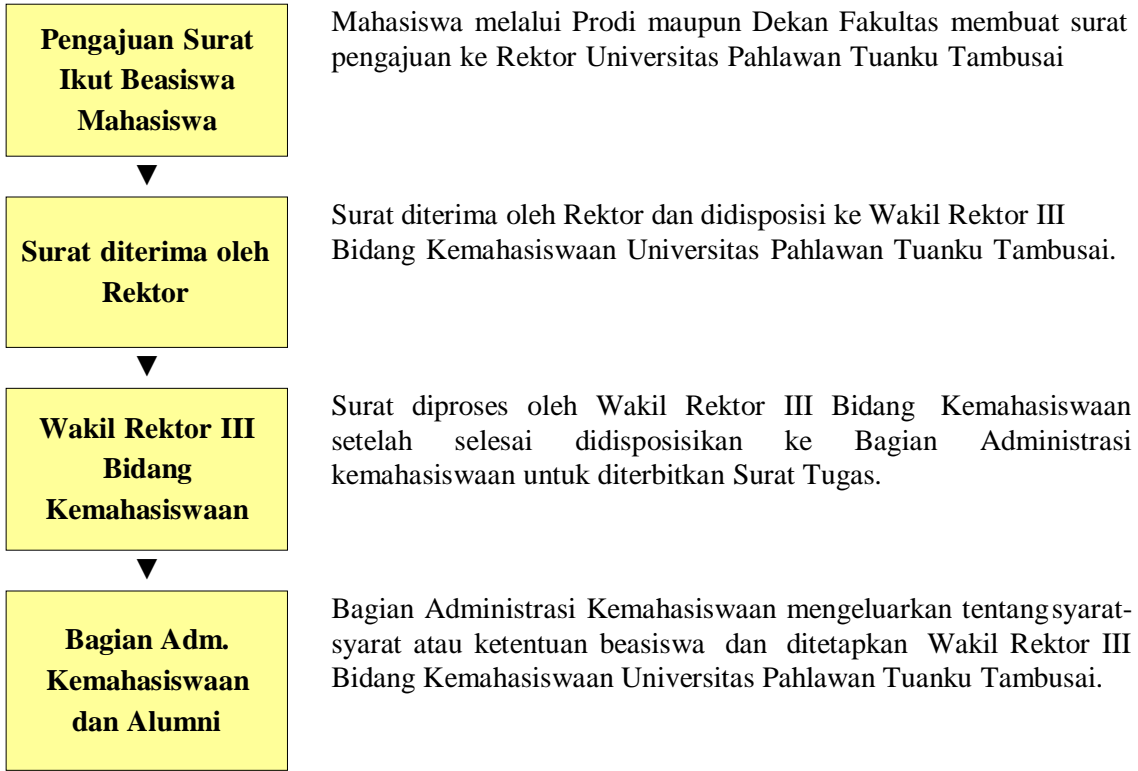 Pengajuan Surat
Ikut Beasiswa
Mahasiswa
Mahasiswa melalui Prodi maupun Dekan Fakultas membuat surat
pengajuan ke Rektor Universitas Pahlawan Tuanku Tambusai
▼
Surat diterima oleh
Rektor
Surat diterima oleh Rektor dan didisposisi ke Wakil Rektor III
Bidang Kemahasiswaan Universitas Pahlawan Tuanku Tambusai.
▼
Wakil Rektor III
Bidang
Kemahasiswaan
Surat diproses oleh Wakil Rektor III Bidang Kemahasiswaan
setelah selesai didisposisikan ke Bagian Administrasi
kemahasiswaan untuk diterbitkan Surat Tugas.
▼
Bagian Adm.
Kemahasiswaan
dan Alumni
Bagian Administrasi Kemahasiswaan mengeluarkan tentang syarat-
syarat atau ketentuan beasiswa dan ditetapkan Wakil Rektor III
Bidang Kemahasiswaan Universitas Pahlawan Tuanku Tambusai.